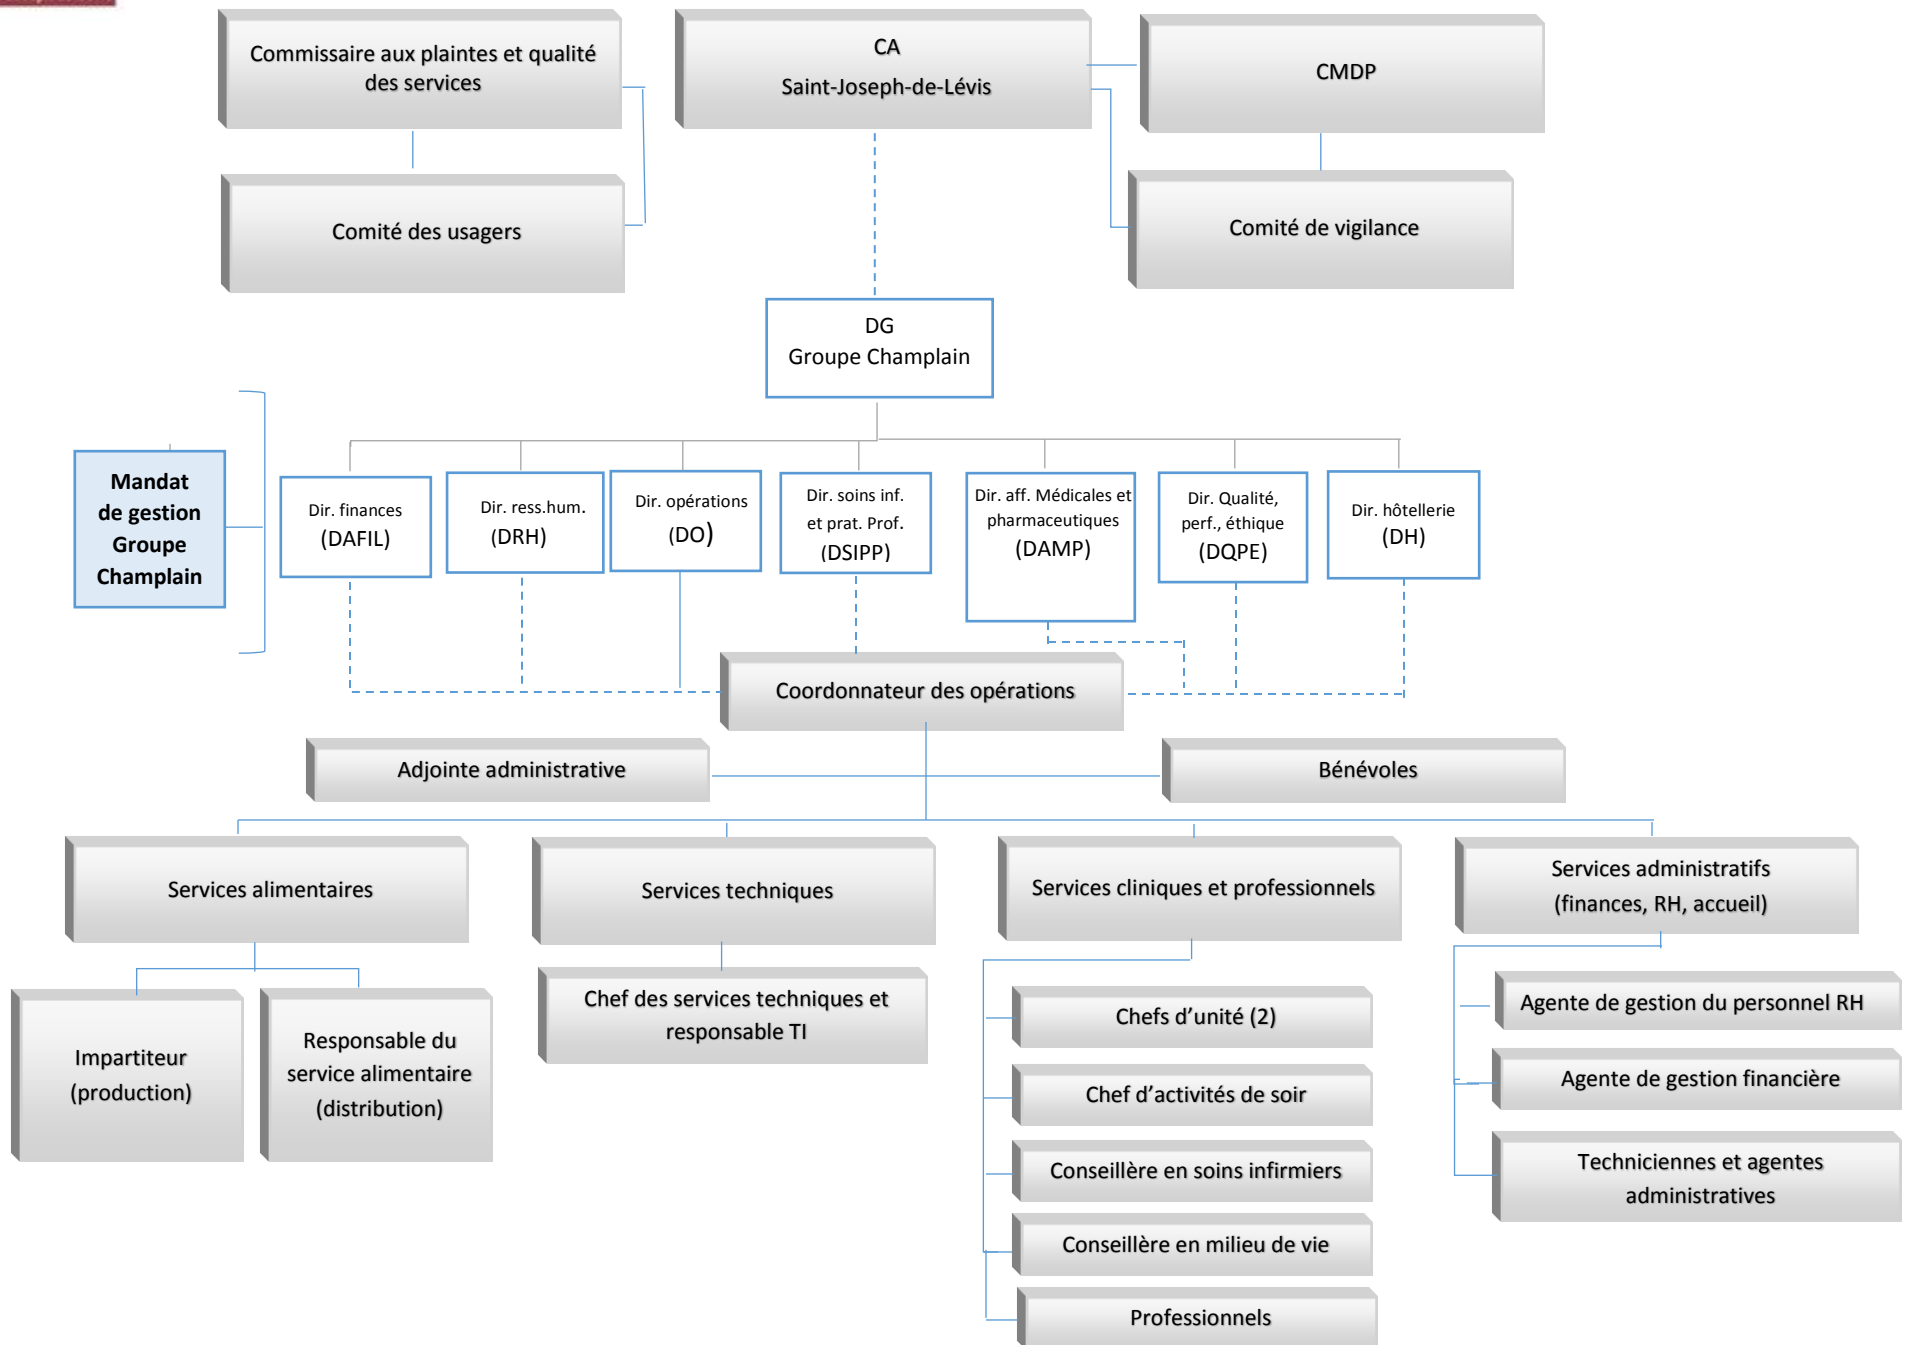 Commissaire aux plaintes et qualité
des services
CA
Saint-Joseph-de-Lévis
CMDP
Comité des usagers
Comité de vigilance
DG
Groupe Champlain
Mandat
de gestion
Groupe
Champlain
Dir. finances
(DAFIL)
Dir. ress.hum.
(DRH)
Dir. opérations
(DO)
Dir. soins inf.
et prat. Prof.
(DSIPP)
Dir. aff. Médicales et
pharmaceutiques
(DAMP)
Dir. Qualité,
perf., éthique
(DQPE)
Dir. hôtellerie
(DH)
Coordonnateur des opérations
Adjointe administrative
Bénévoles
Services alimentaires
Services techniques
Services cliniques et professionnels
Services administratifs
(finances, RH, accueil)
Impartiteur
(production)
Responsable du
service alimentaire
(distribution)
Chef des services techniques et
responsable TI
Chefs d’unité (2)
Chef d’activités de soir
Conseillère en soins infirmiers
Conseillère en milieu de vie
Professionnels
Agente de gestion du personnel RH
Agente de gestion financière
Techniciennes et agentes
administratives